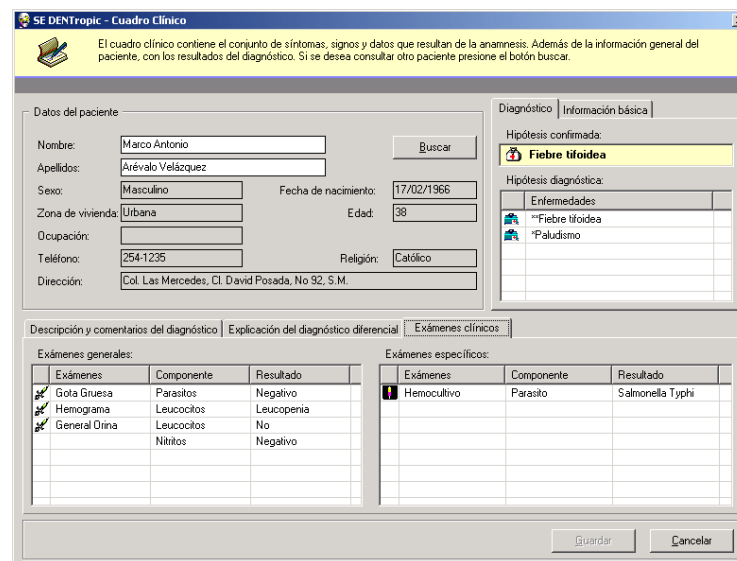 SE DENTropic - Cuadro Clínico
El cuadro clínico contiene el conjunto de síntomas, signos y datos que resultan de la anamnesis. Además de la información general del
paciente, con los resultados del diagnóstico. Si se desea consultar otro paciente presione el botón buscar.
Datos del paciente
Nombre: Marco Antonio Buscar
Apellidos: Arévalo Velázquez
Sexo: Masculino Fecha de nacimiento: 17/02/1966
Zona de vivienda: Urbana Edad: 38
Ocupación:
Teléfono: 254-1235 Religión: Católico
Dirección: Col. Las Mercedes, Cl. David Posada, No 92, S.M.
Diagnóstico Información básica
Hipótesis confirmada:
Fiebre tifoidea
Hipótesis diagnóstica:
Enfermedades
**Fiebre tifoidea
*Paludismo
Descripción y comentarios del diagnóstico Explicación del diagnóstico diferencial Exámenes clínicos
Exámenes generales:
Exámenes Componente Resultado
Gota Gruesa Parasitos Negativo
Hemograma Leucocitos Leucopenia
General Orina Leucocitos No
Nitritos Negativo
Exámenes específicos:
Exámenes Componente Resultado
Hemocultivo Parasito Salmonella Typhi
Guardar Cancelar